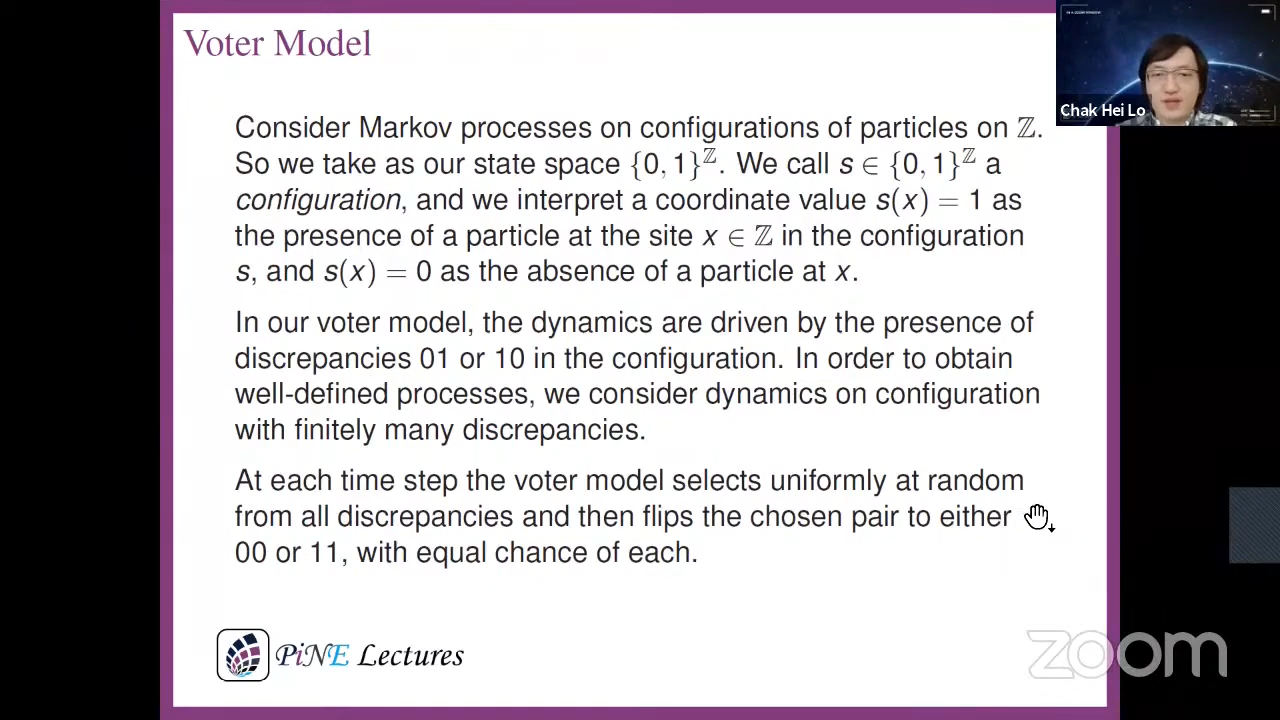 Voter Model
Chak Hei Lo
Consider Markov processes on configurations of particles on ℤ.
So we take as our state space {0, 1}^ℤ. We call s ∈ {0, 1}^ℤ a
configuration, and we interpret a coordinate value s(x) = 1 as
the presence of a particle at the site x ∈ ℤ in the configuration
s, and s(x) = 0 as the absence of a particle at x.
In our voter model, the dynamics are driven by the presence of
discrepancies 01 or 10 in the configuration. In order to obtain
well-defined processes, we consider dynamics on configuration
with finitely many discrepancies.
At each time step the voter model selects uniformly at random
from all discrepancies and then flips the chosen pair to either
00 or 11, with equal chance of each.
PiNE Lectures
zoom